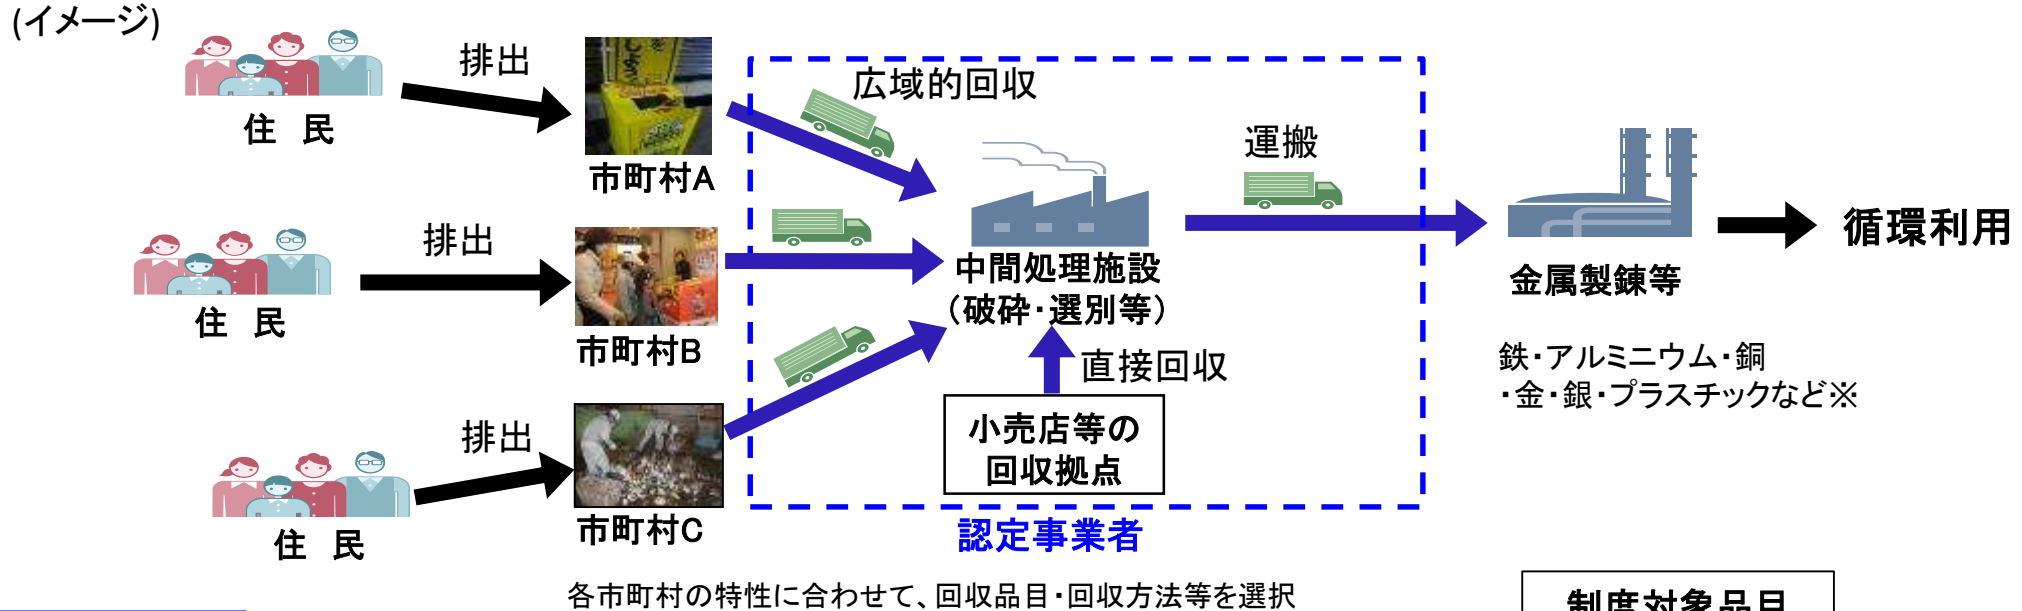 (イメージ)
排出
広域的回収
運搬
住　民
市町村A
排出
循環利用
住　民
市町村B
中間処理施設
(破砕・選別等)
金属製錬等
直接回収
鉄・アルミニウム・銅
・金・銀・プラスチックなど※
排出
小売店等の
回収拠点
住　民
市町村C
認定事業者
各市町村の特性に合わせて、回収品目・回収方法等を選択
制度対象品目